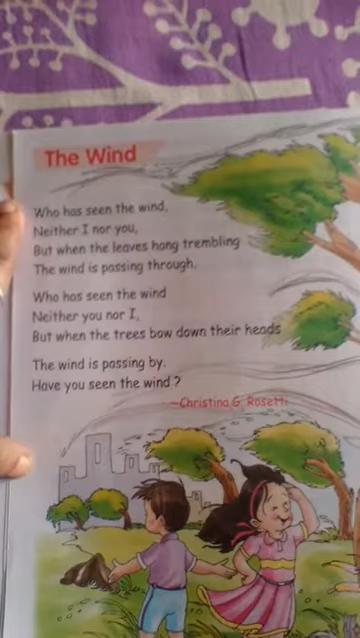 The Wind
Who has seen the wind,
Neither I nor you,
But when the leaves hang trembling
The wind is passing through.
Who has seen the wind
Neither you nor I,
But when the trees bow down their heads
The wind is passing by.
Have you seen the wind ?
—Christina G. Rosetti